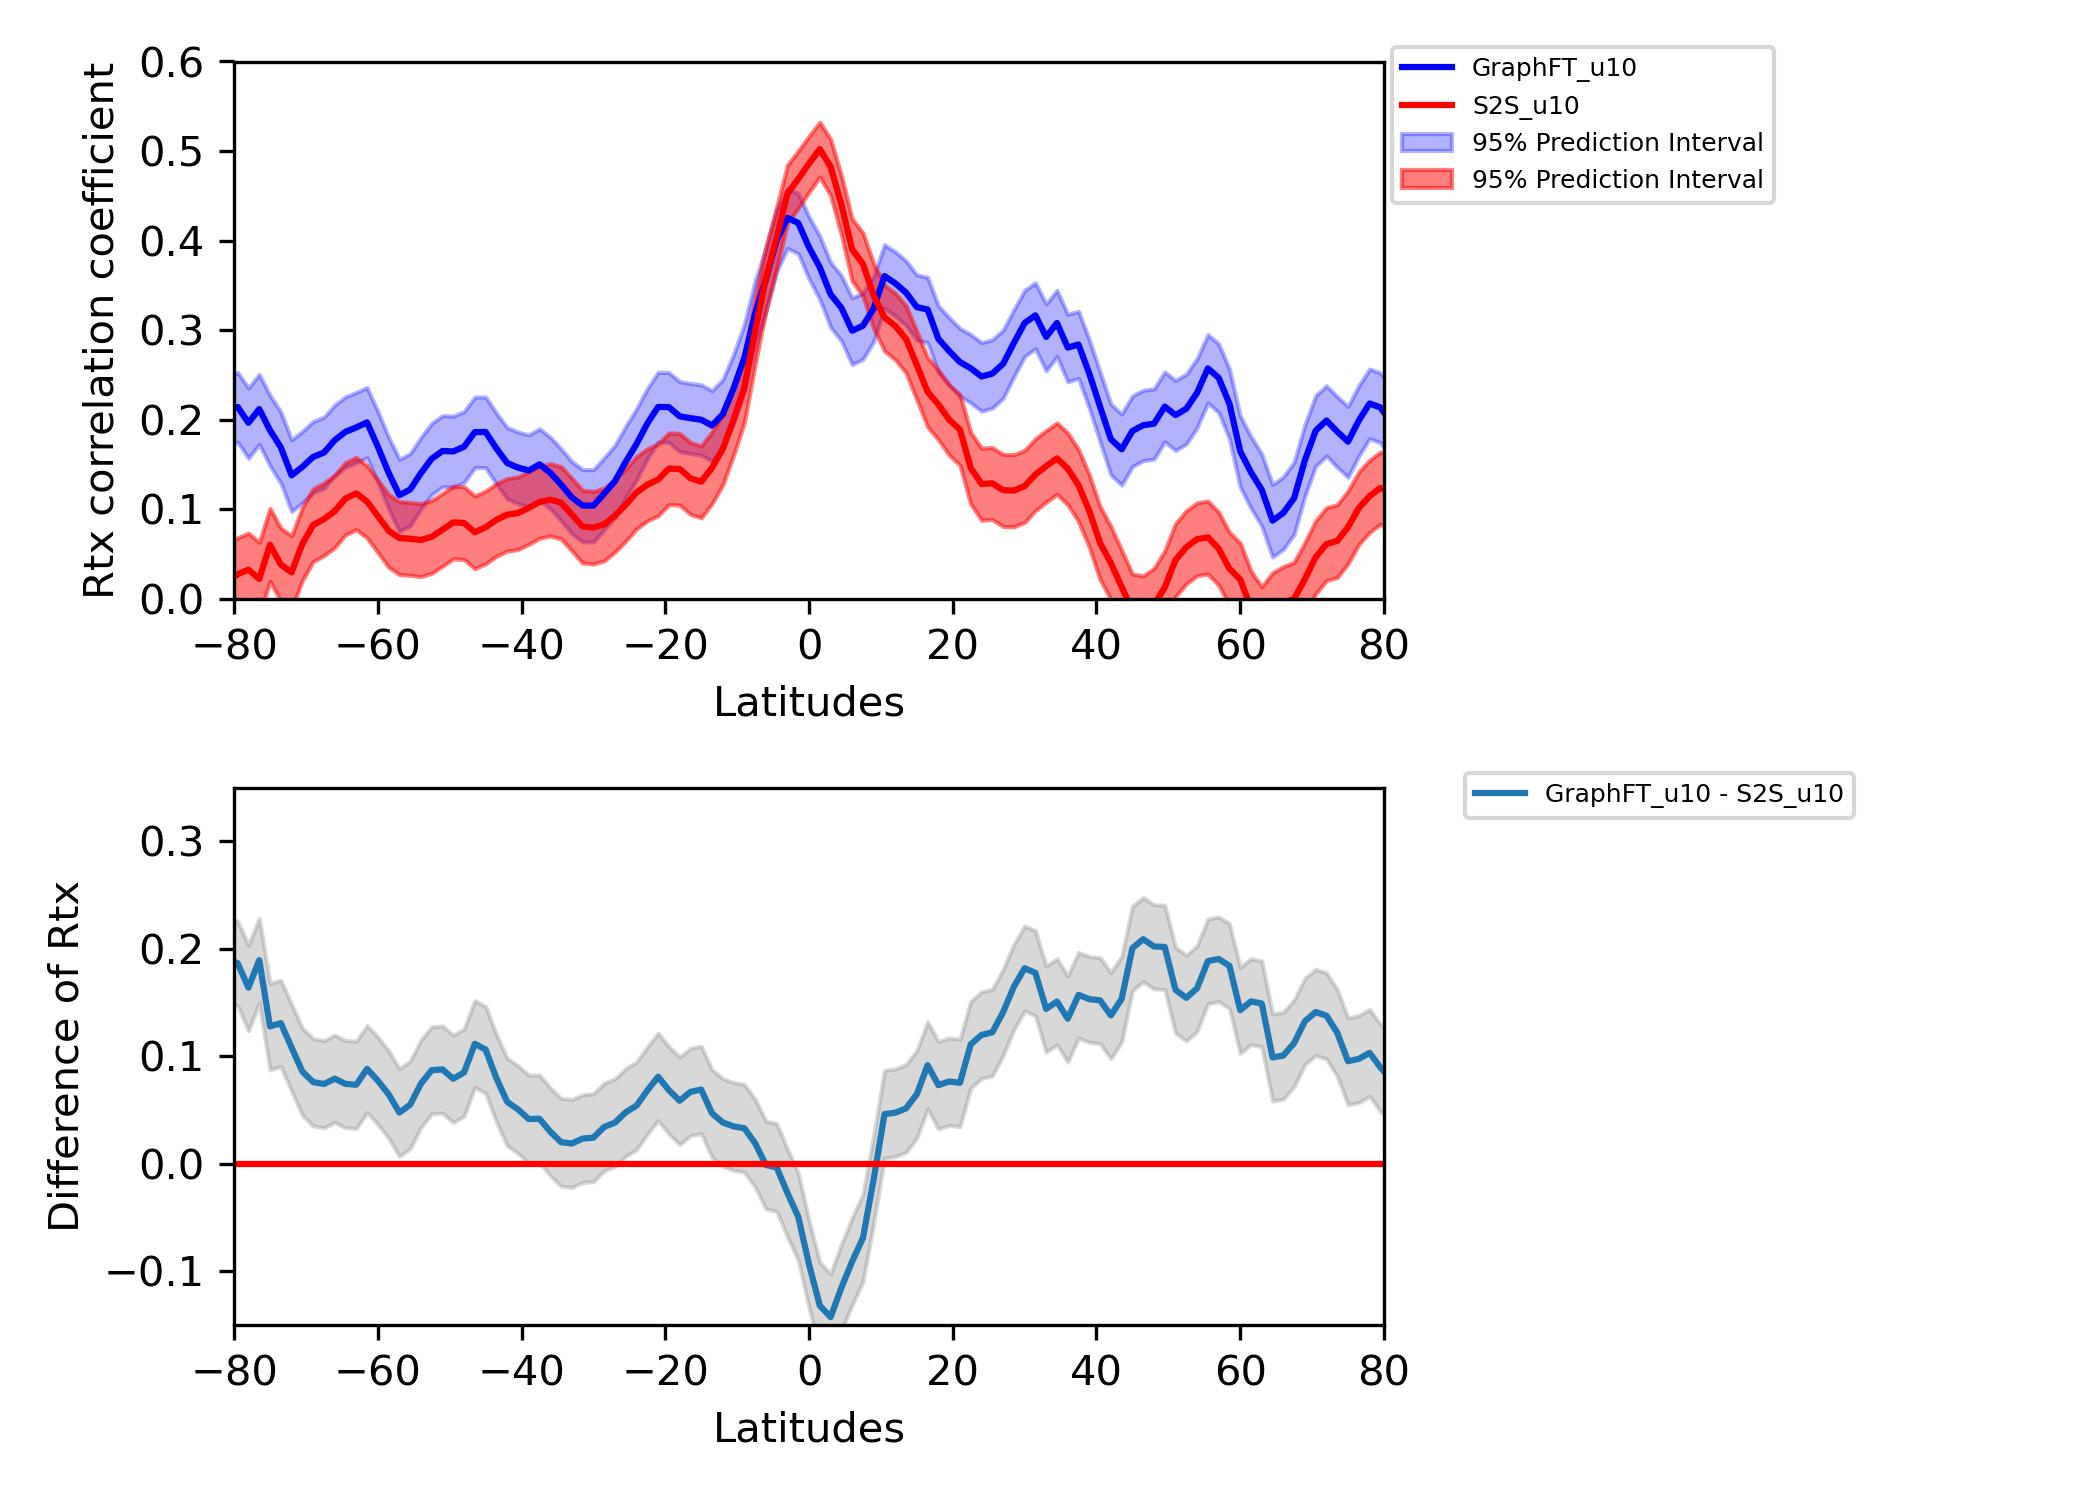 Rtx correlation coefficient
0.6
0.5
0.4
0.3
0.2
0.1
0.0
−80 −60 −40 −20 0 20 40 60 80
Latitudes
GraphFT_u10
S2S_u10
95% Prediction Interval
95% Prediction Interval
Difference of Rtx
0.3
0.2
0.1
0.0
−0.1
−80 −60 −40 −20 0 20 40 60 80
Latitudes
GraphFT_u10 - S2S_u10